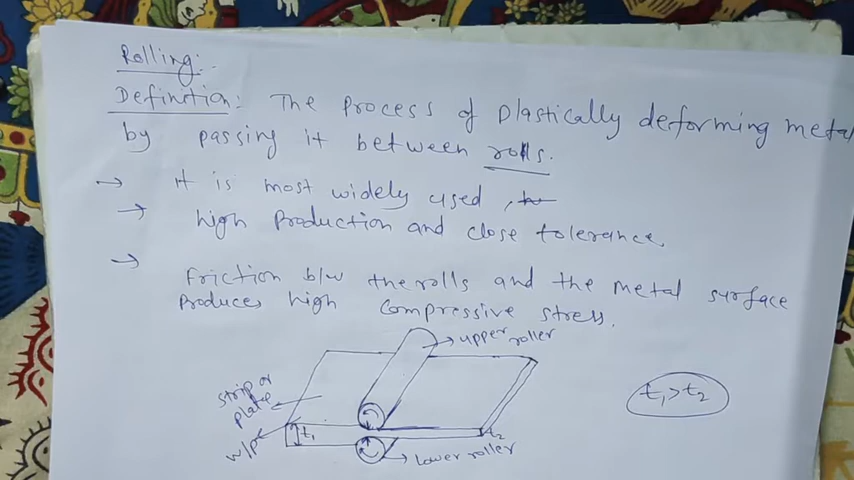 Rolling:-
Definition: The process of plastically deforming metal
by passing it between rolls.
→ it is most widely used,
→ high production and close tolerance.
→ friction b/w the rolls and the metal surface
produces high compressive stress.
upper roller
strip or
plate
t₁ > t₂
w/p
t₁
t₂
Lower roller